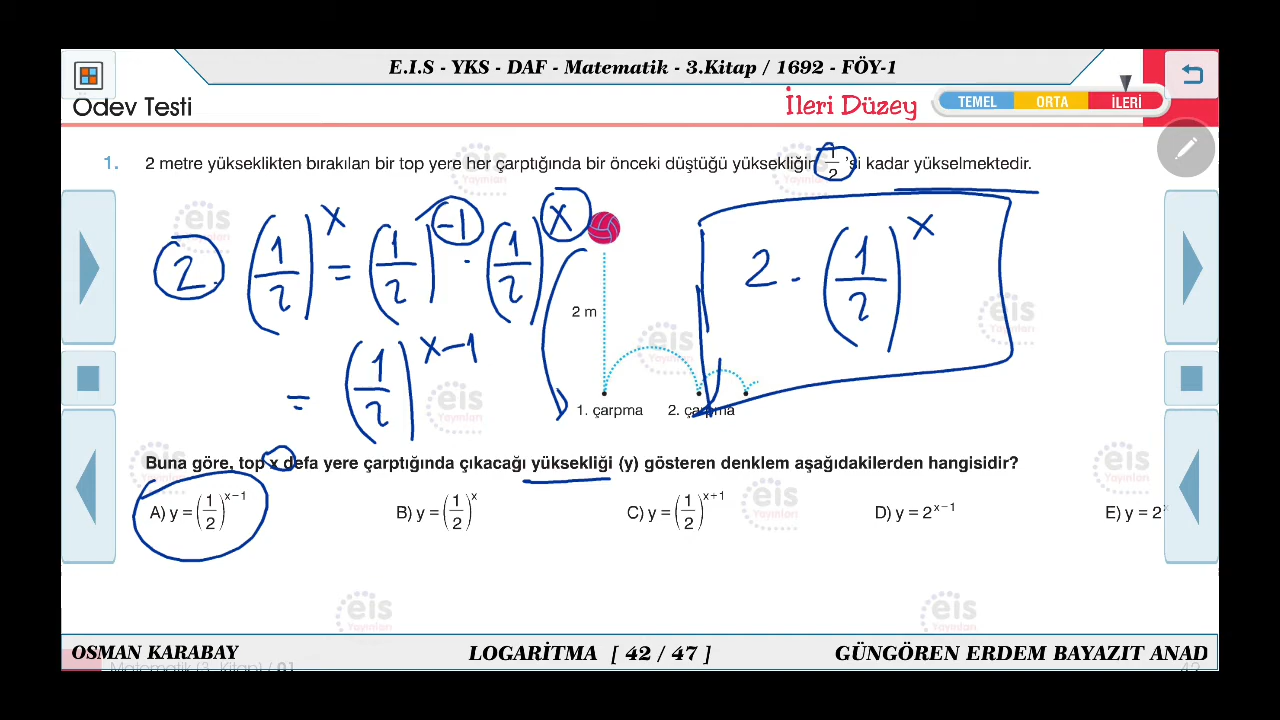 E.I.S - YKS - DAF - Matematik - 3.Kitap / 1692 - FÖY-1
Ödev Testi
İleri Düzey
TEMEL ORTA İLERİ
1. 2 metre yükseklikten bırakılan bir top yere her çarptığında bir önceki düştüğü yüksekliğin 1/2 'si kadar yükselmektedir.
2 (1/2)^x = (1/2)^-1 · (1/2)^x
= (1/2)^x-1
2 · (1/2)^x
2 m
1. çarpma 2. çarpma
Buna göre, top x defa yere çarptığında çıkacağı yüksekliği (y) gösteren denklem aşağıdakilerden hangisidir?
A) y = (1/2)^x-1 B) y = (1/2)^x C) y = (1/2)^x+1 D) y = 2^x-1 E) y = 2^x
eis Yayınları
OSMAN KARABAY
LOGARİTMA [ 42 / 47 ]
GÜNGÖREN ERDEM BAYAZIT ANAD